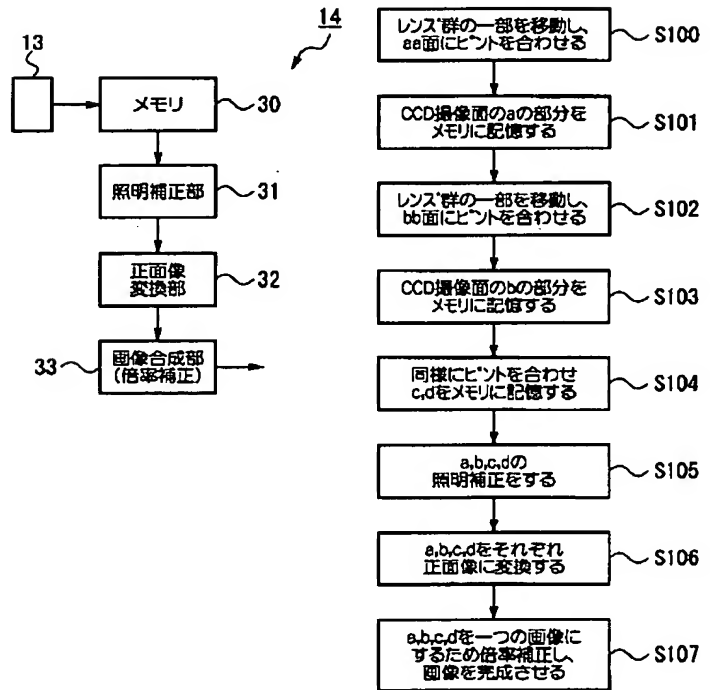 14
13
メモリ
30
照明補正部
31
正面像
変換部
32
33
画像合成部
(倍率補正)
レンズ群の一部を移動し、
aa面にピントを合わせる
S100
CCD撮像面のaの部分を
メモリに記憶する
S101
レンズ群の一部を移動し、
bb面にピントを合わせる
S102
CCD撮像面のbの部分を
メモリに記憶する
S103
同様にピントを合わせ
c,dをメモリに記憶する
S104
a,b,c,dの
照明補正をする
S105
a,b,c,dをそれぞれ
正面像に変換する
S106
a,b,c,dを一つの画像に
するため倍率補正し、
画像を完成させる
S107